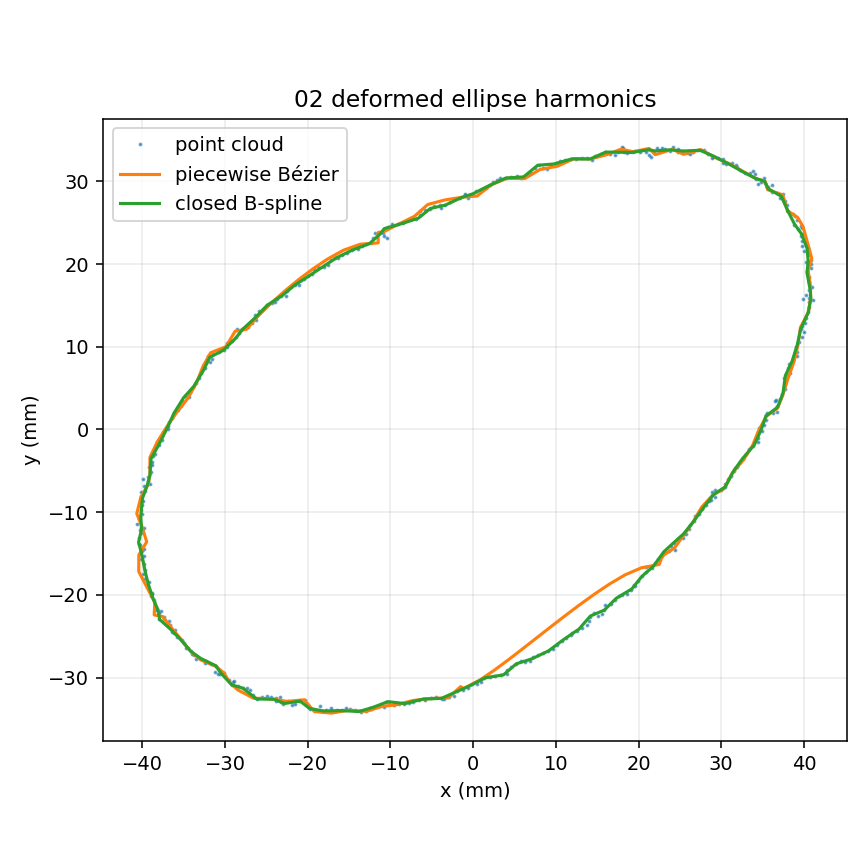 02 deformed ellipse harmonics
point cloud
piecewise Bézier
closed B-spline
30
20
10
0
−10
−20
−30
y (mm)
−40 −30 −20 −10 0 10 20 30 40
x (mm)